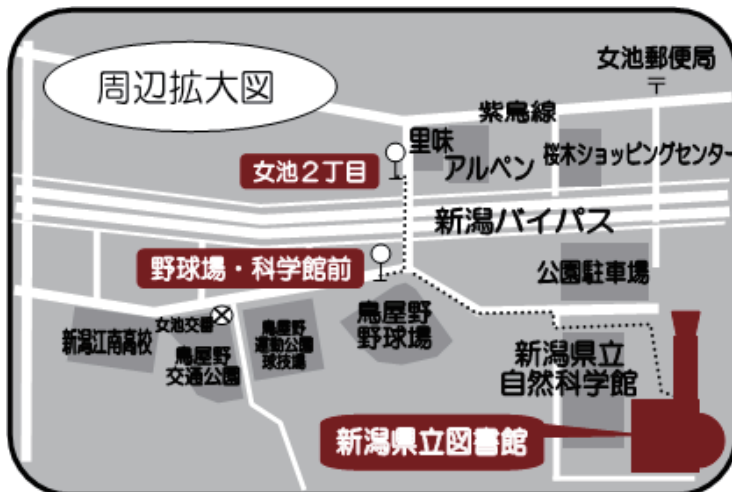 周辺拡大図
女池郵便局
〒
紫鳥線
里味
アルペン
桜木ショッピングセンター
女池2丁目
新潟バイパス
野球場・科学館前
公園駐車場
女池交番
新潟江南高校
鳥屋野
交通公園
鳥屋野
運動公園
球技場
鳥屋野
野球場
新潟県立
自然科学館
新潟県立図書館